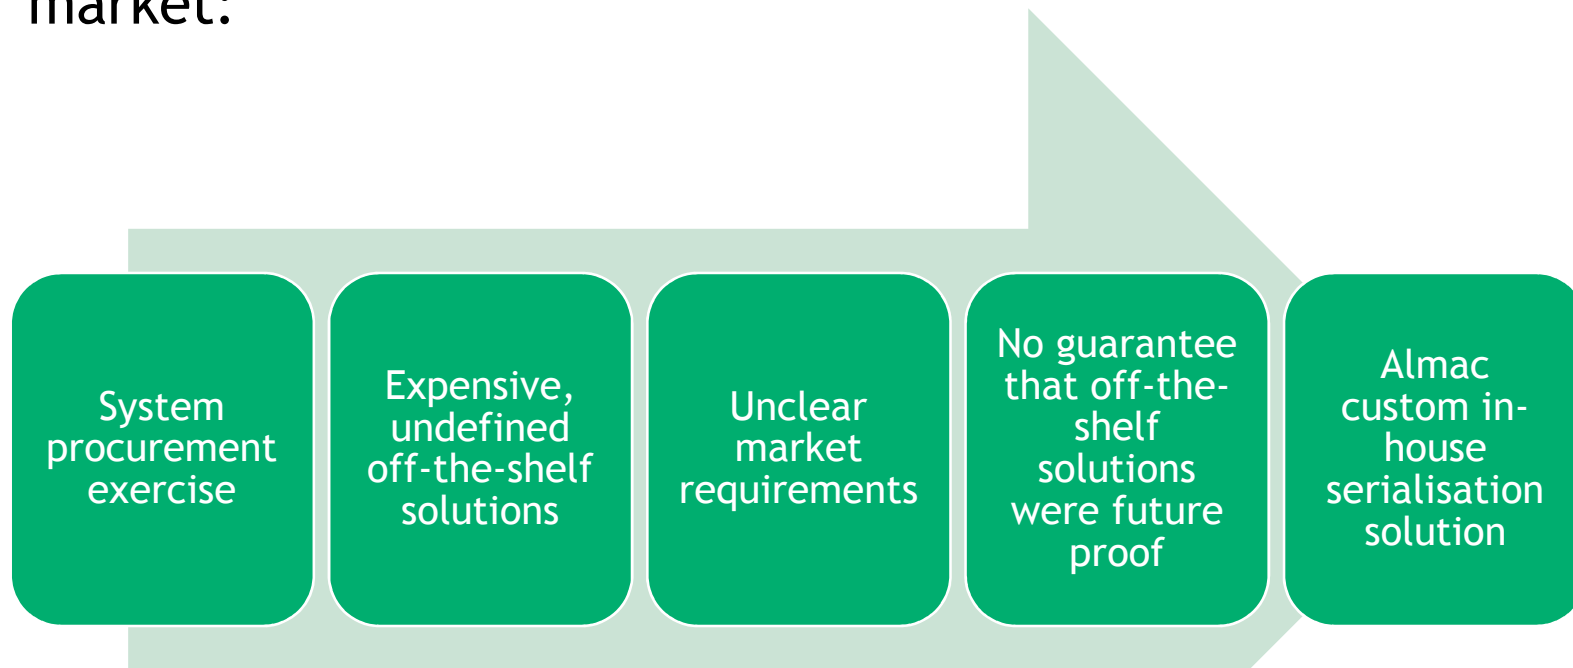 market:
System
procurement
exercise
Expensive,
undefined
off-the-shelf
solutions
Unclear
market
requirements
No guarantee
that off-the-
shelf
solutions
were future
proof
Almac
custom in-
house
serialisation
solution